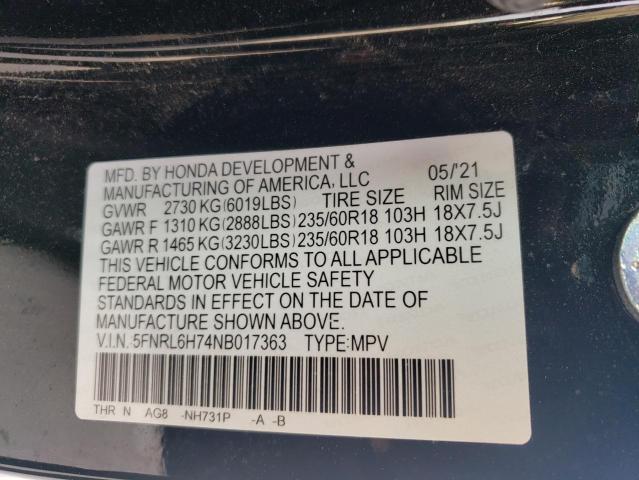 MFD. BY HONDA DEVELOPMENT & 05/'21
MANUFACTURING OF AMERICA, LLC
GVWR 2730 KG(6019LBS) TIRE SIZE RIM SIZE
GAWR F 1310 KG(2888LBS)235/60R18 103H 18X7.5J
GAWR R 1465 KG(3230LBS)235/60R18 103H 18X7.5J
THIS VEHICLE CONFORMS TO ALL APPLICABLE
FEDERAL MOTOR VEHICLE SAFETY
STANDARDS IN EFFECT ON THE DATE OF
MANUFACTURE SHOWN ABOVE.
V.I.N.:5FNRL6H74NB017363 TYPE:MPV
THR N AG8 -NH731P -A -B